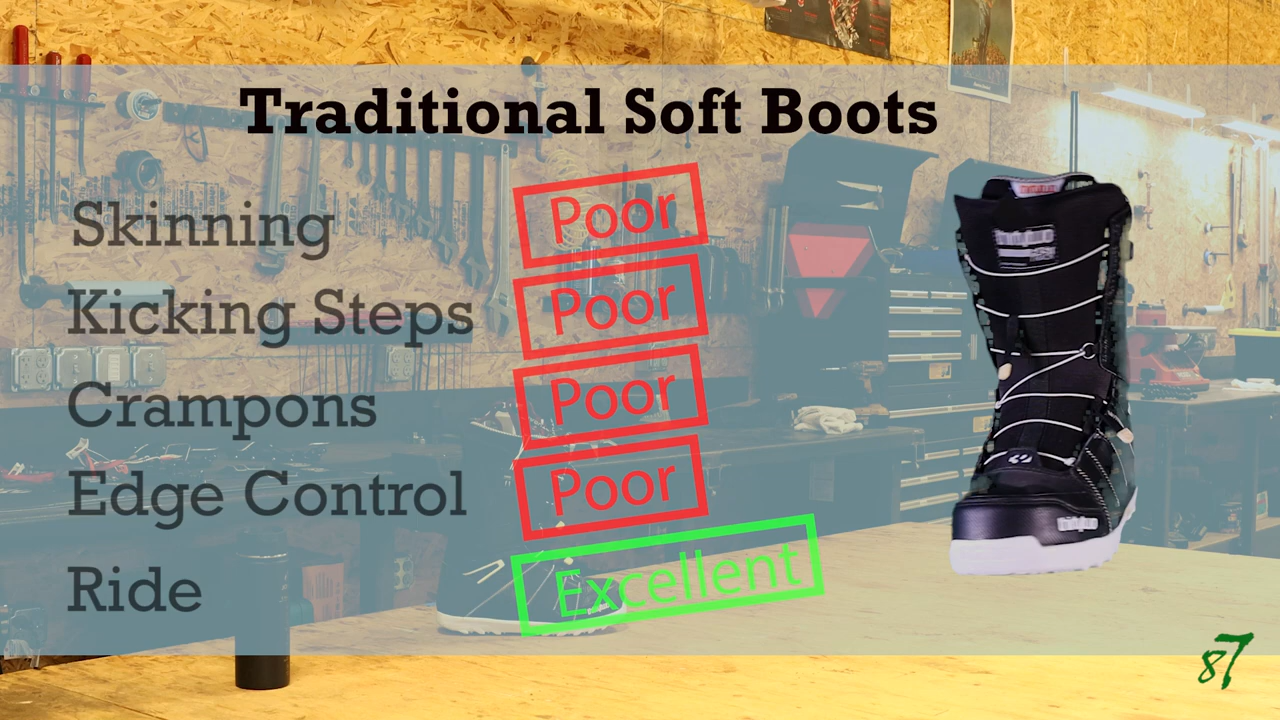 Traditional Soft Boots
Skinning Poor
Kicking Steps Poor
Crampons Poor
Edge Control Poor
Ride Excellent
87